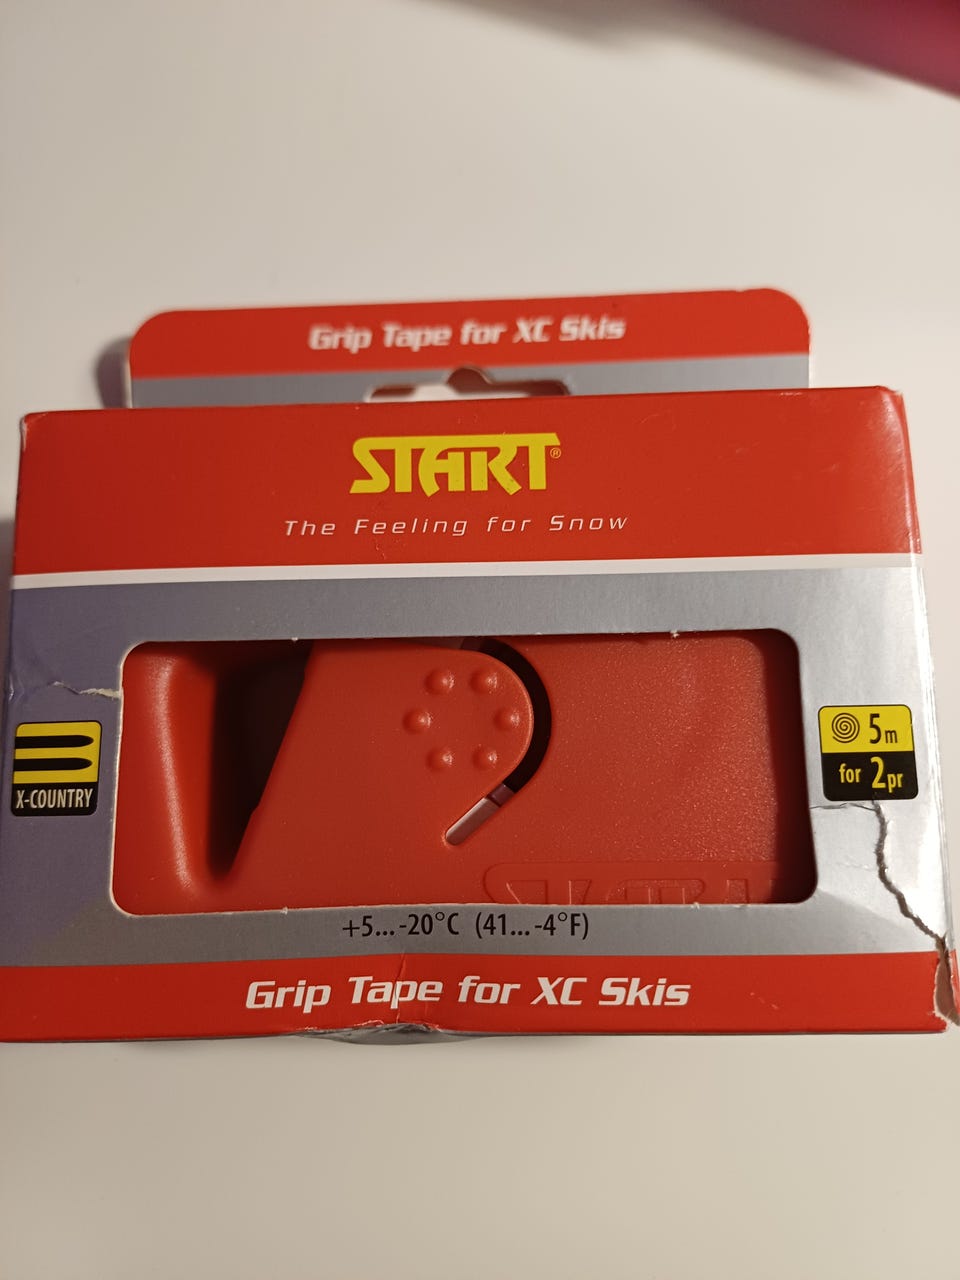 Grip Tape for XC Skis
START®
The Feeling for Snow
X-COUNTRY
5m
for 2pr
START
+5...-20°C (41...-4°F)
Grip Tape for XC Skis